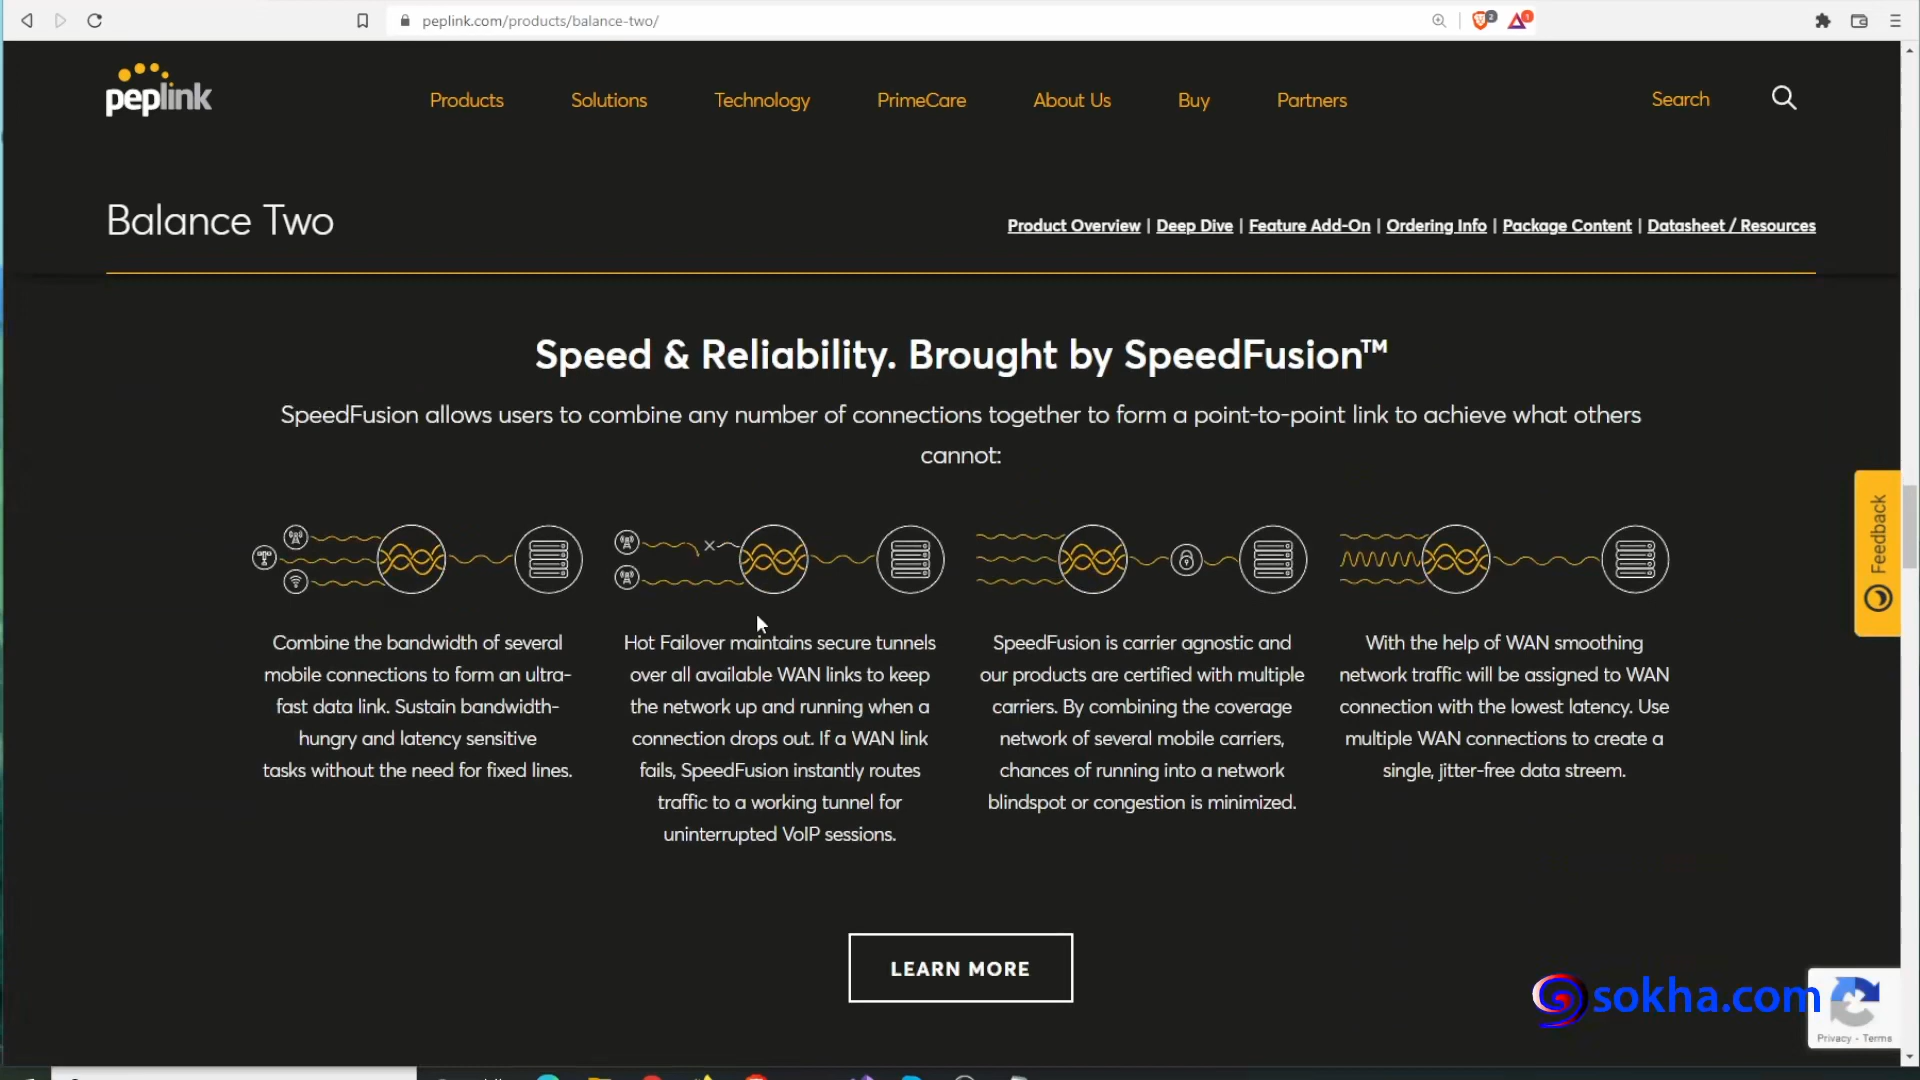 peplink.com/products/balance-two/
2
1
peplink
Products
Solutions
Technology
PrimeCare
About Us
Buy
Partners
Search
Balance Two
Product Overview | Deep Dive | Feature Add-On | Ordering Info | Package Content | Datasheet / Resources
Speed & Reliability. Brought by SpeedFusion™
SpeedFusion allows users to combine any number of connections together to form a point-to-point link to achieve what others
cannot:
Combine the bandwidth of several
mobile connections to form an ultra-
fast data link. Sustain bandwidth-
hungry and latency sensitive
tasks without the need for fixed lines.
Hot Failover maintains secure tunnels
over all available WAN links to keep
the network up and running when a
connection drops out. If a WAN link
fails, SpeedFusion instantly routes
traffic to a working tunnel for
uninterrupted VoIP sessions.
SpeedFusion is carrier agnostic and
our products are certified with multiple
carriers. By combining the coverage
network of several mobile carriers,
chances of running into a network
blindspot or congestion is minimized.
With the help of WAN smoothing
network traffic will be assigned to WAN
connection with the lowest latency. Use
multiple WAN connections to create a
single, jitter-free data streem.
Feedback
LEARN MORE
sokha.com
Privacy - Terms